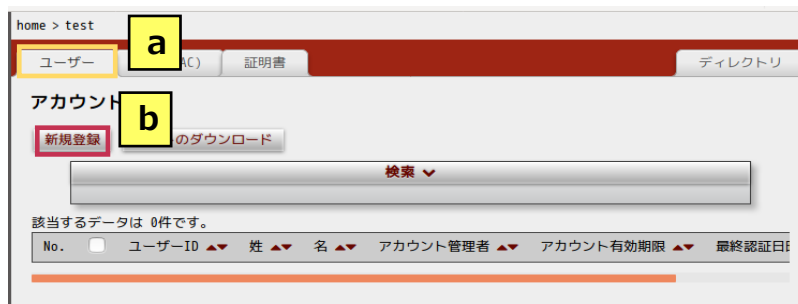 home > test
a
ユーザー AC) 証明書 ディレクトリ
アカウント
b
新規登録 のダウンロード
検索
該当するデータは 0件です。
No. ユーザーID ▲▼ 姓 ▲▼ 名 ▲▼ アカウント管理者 ▲▼ アカウント有効期限 ▲▼ 最終認証日